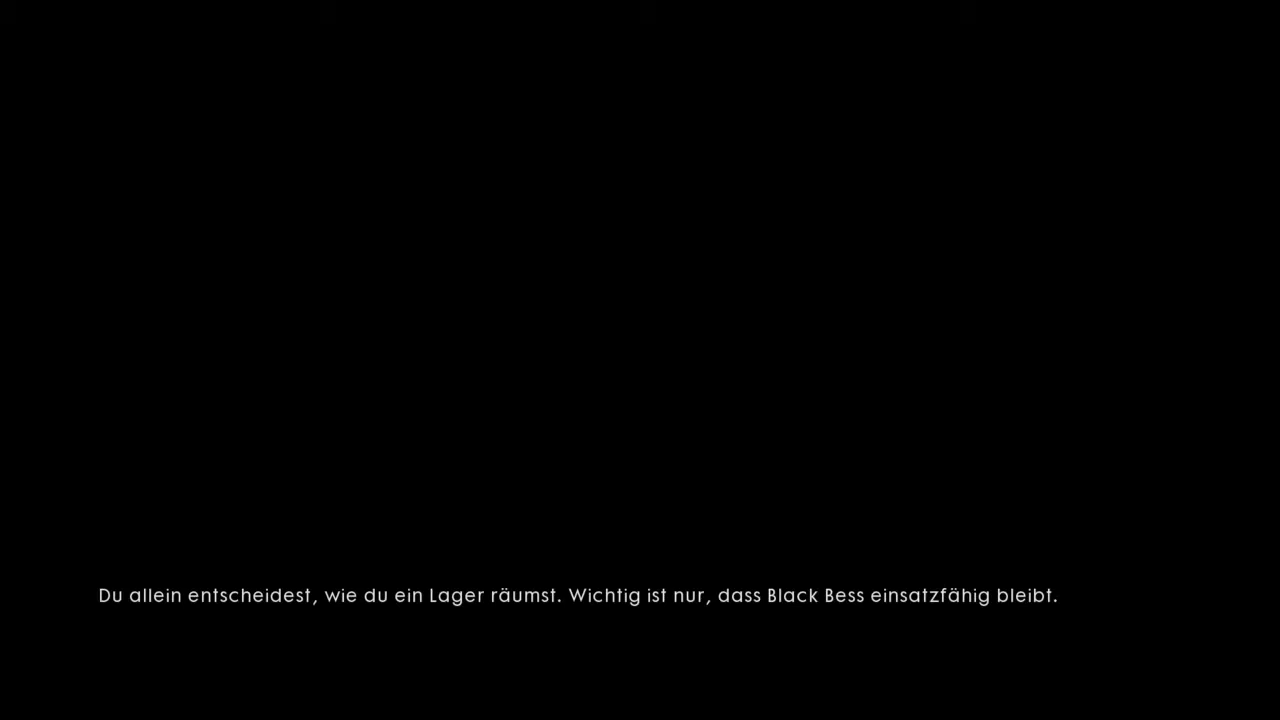 Du allein entscheidest, wie du ein Lager räumst. Wichtig ist nur, dass Black Bess einsatzfähig bleibt.